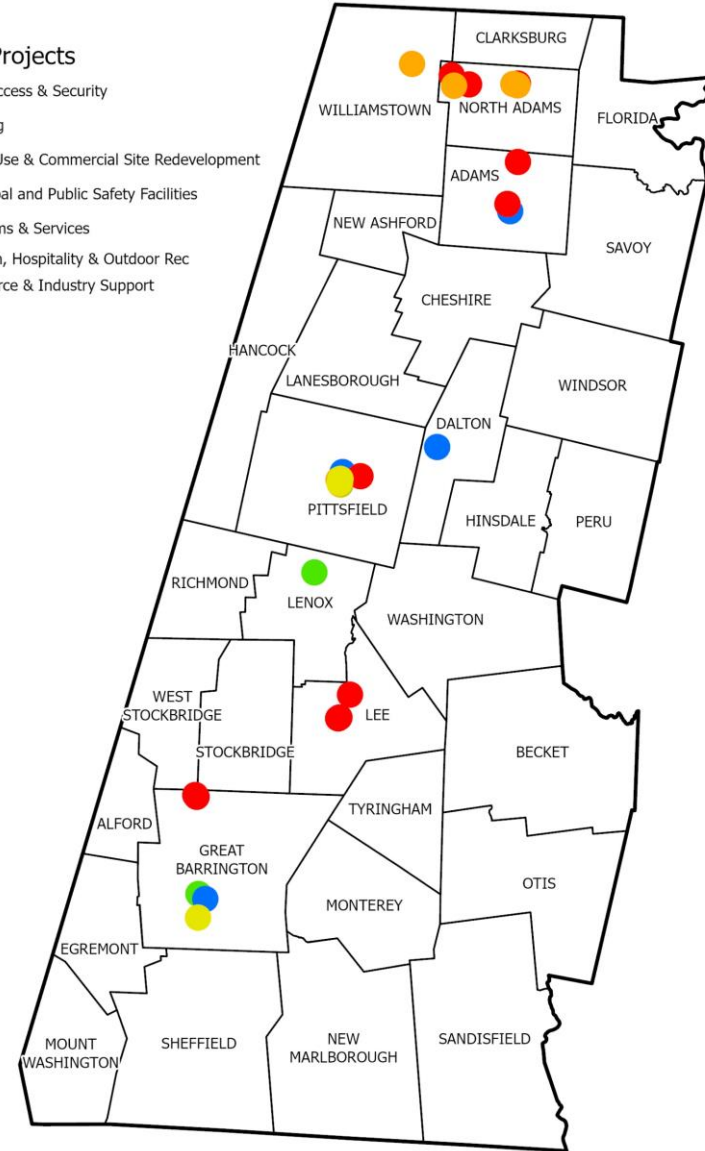 Projects
ccess & Security
g
Use & Commercial Site Redevelopment
pal and Public Safety Facilities
ms & Services
n, Hospitality & Outdoor Rec
rce & Industry Support
CLARKSBURG
WILLIAMSTOWN
NORTH ADAMS
FLORIDA
ADAMS
NEW ASHFORD
SAVOY
CHESHIRE
HANCOCK
LANESBOROUGH
WINDSOR
DALTON
PITTSFIELD
HINSDALE
PERU
RICHMOND
LENOX
WASHINGTON
WEST
STOCKBRIDGE
LEE
STOCKBRIDGE
BECKET
TYRINGHAM
ALFORD
GREAT
BARRINGTON
OTIS
MONTEREY
EGREMONT
MOUNT
WASHINGTON
SHEFFIELD
NEW
MARLBOROUGH
SANDISFIELD